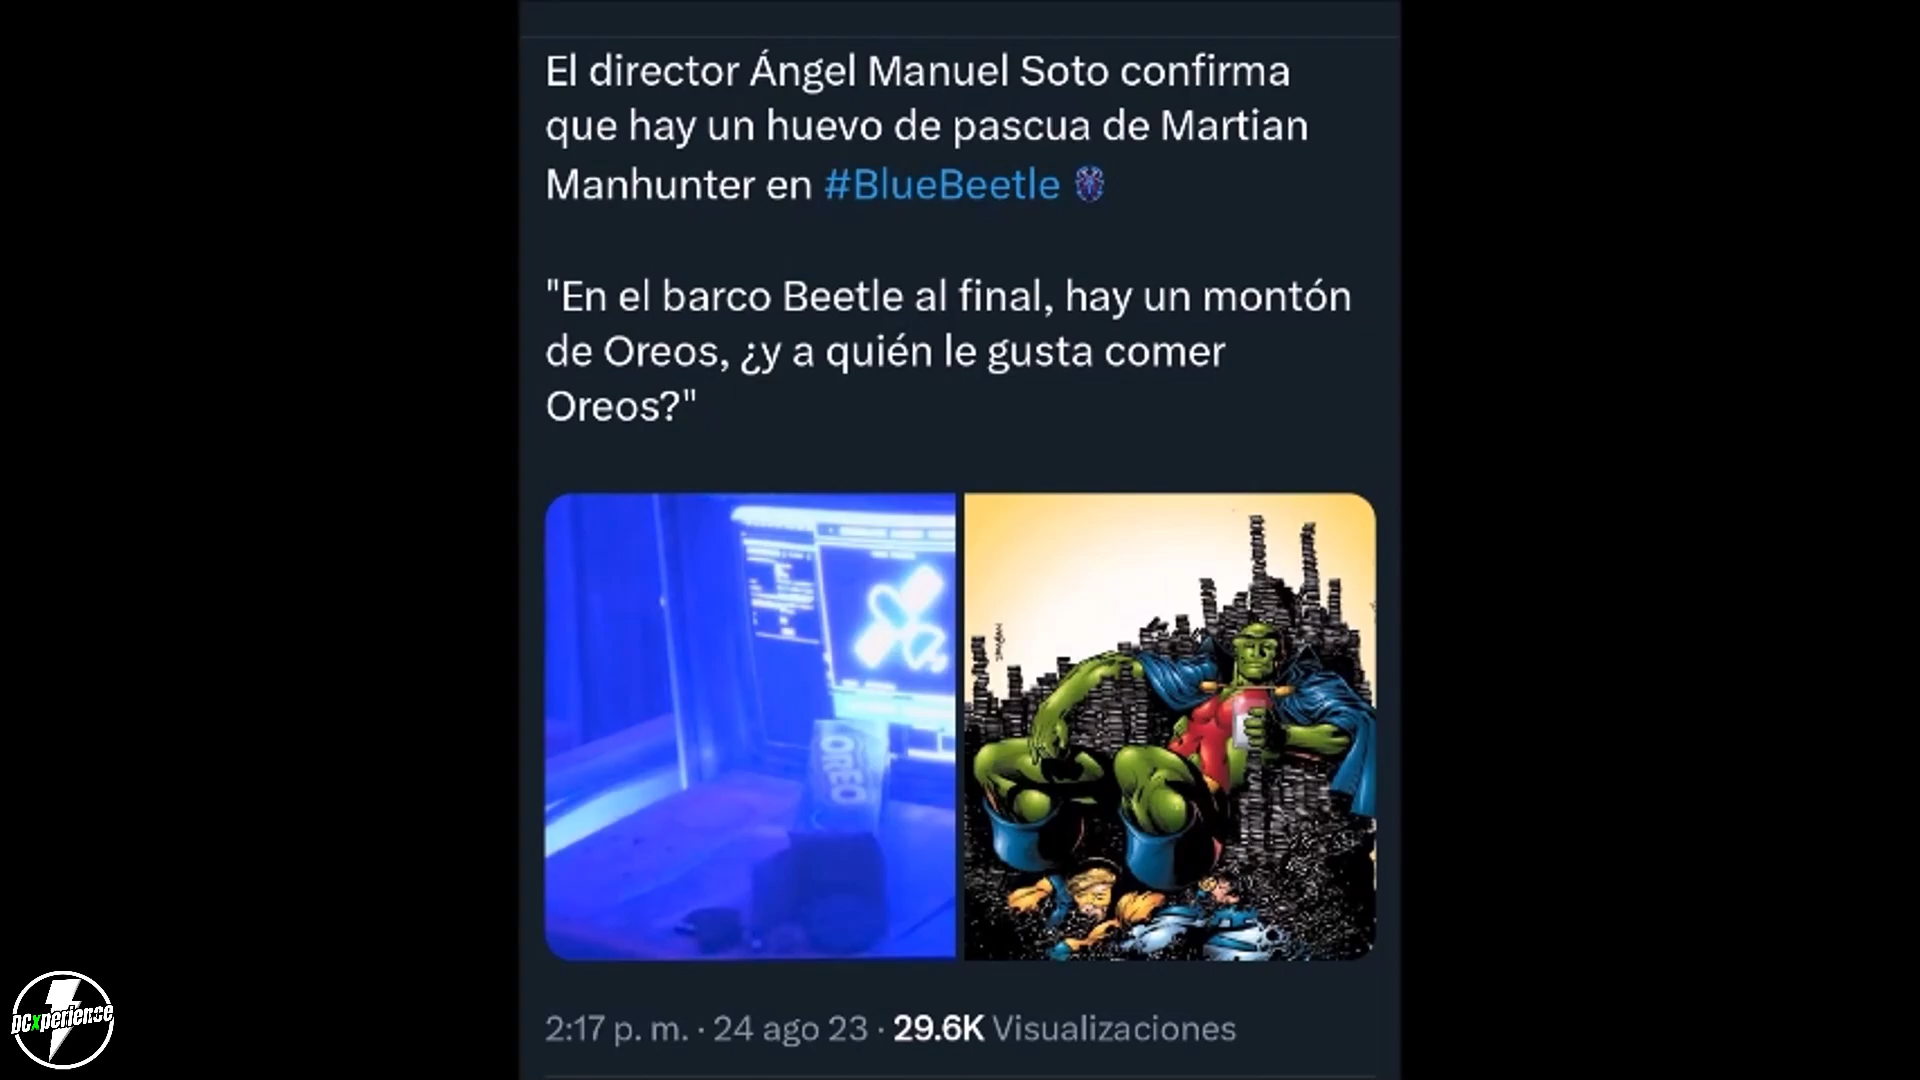 El director Ángel Manuel Soto confirma
que hay un huevo de pascua de Martian
Manhunter en #BlueBeetle
"En el barco Beetle al final, hay un montón
de Oreos, ¿y a quién le gusta comer
Oreos?"
OREO
2:17 p. m. · 24 ago 23 · 29.6K Visualizaciones
DCxperience